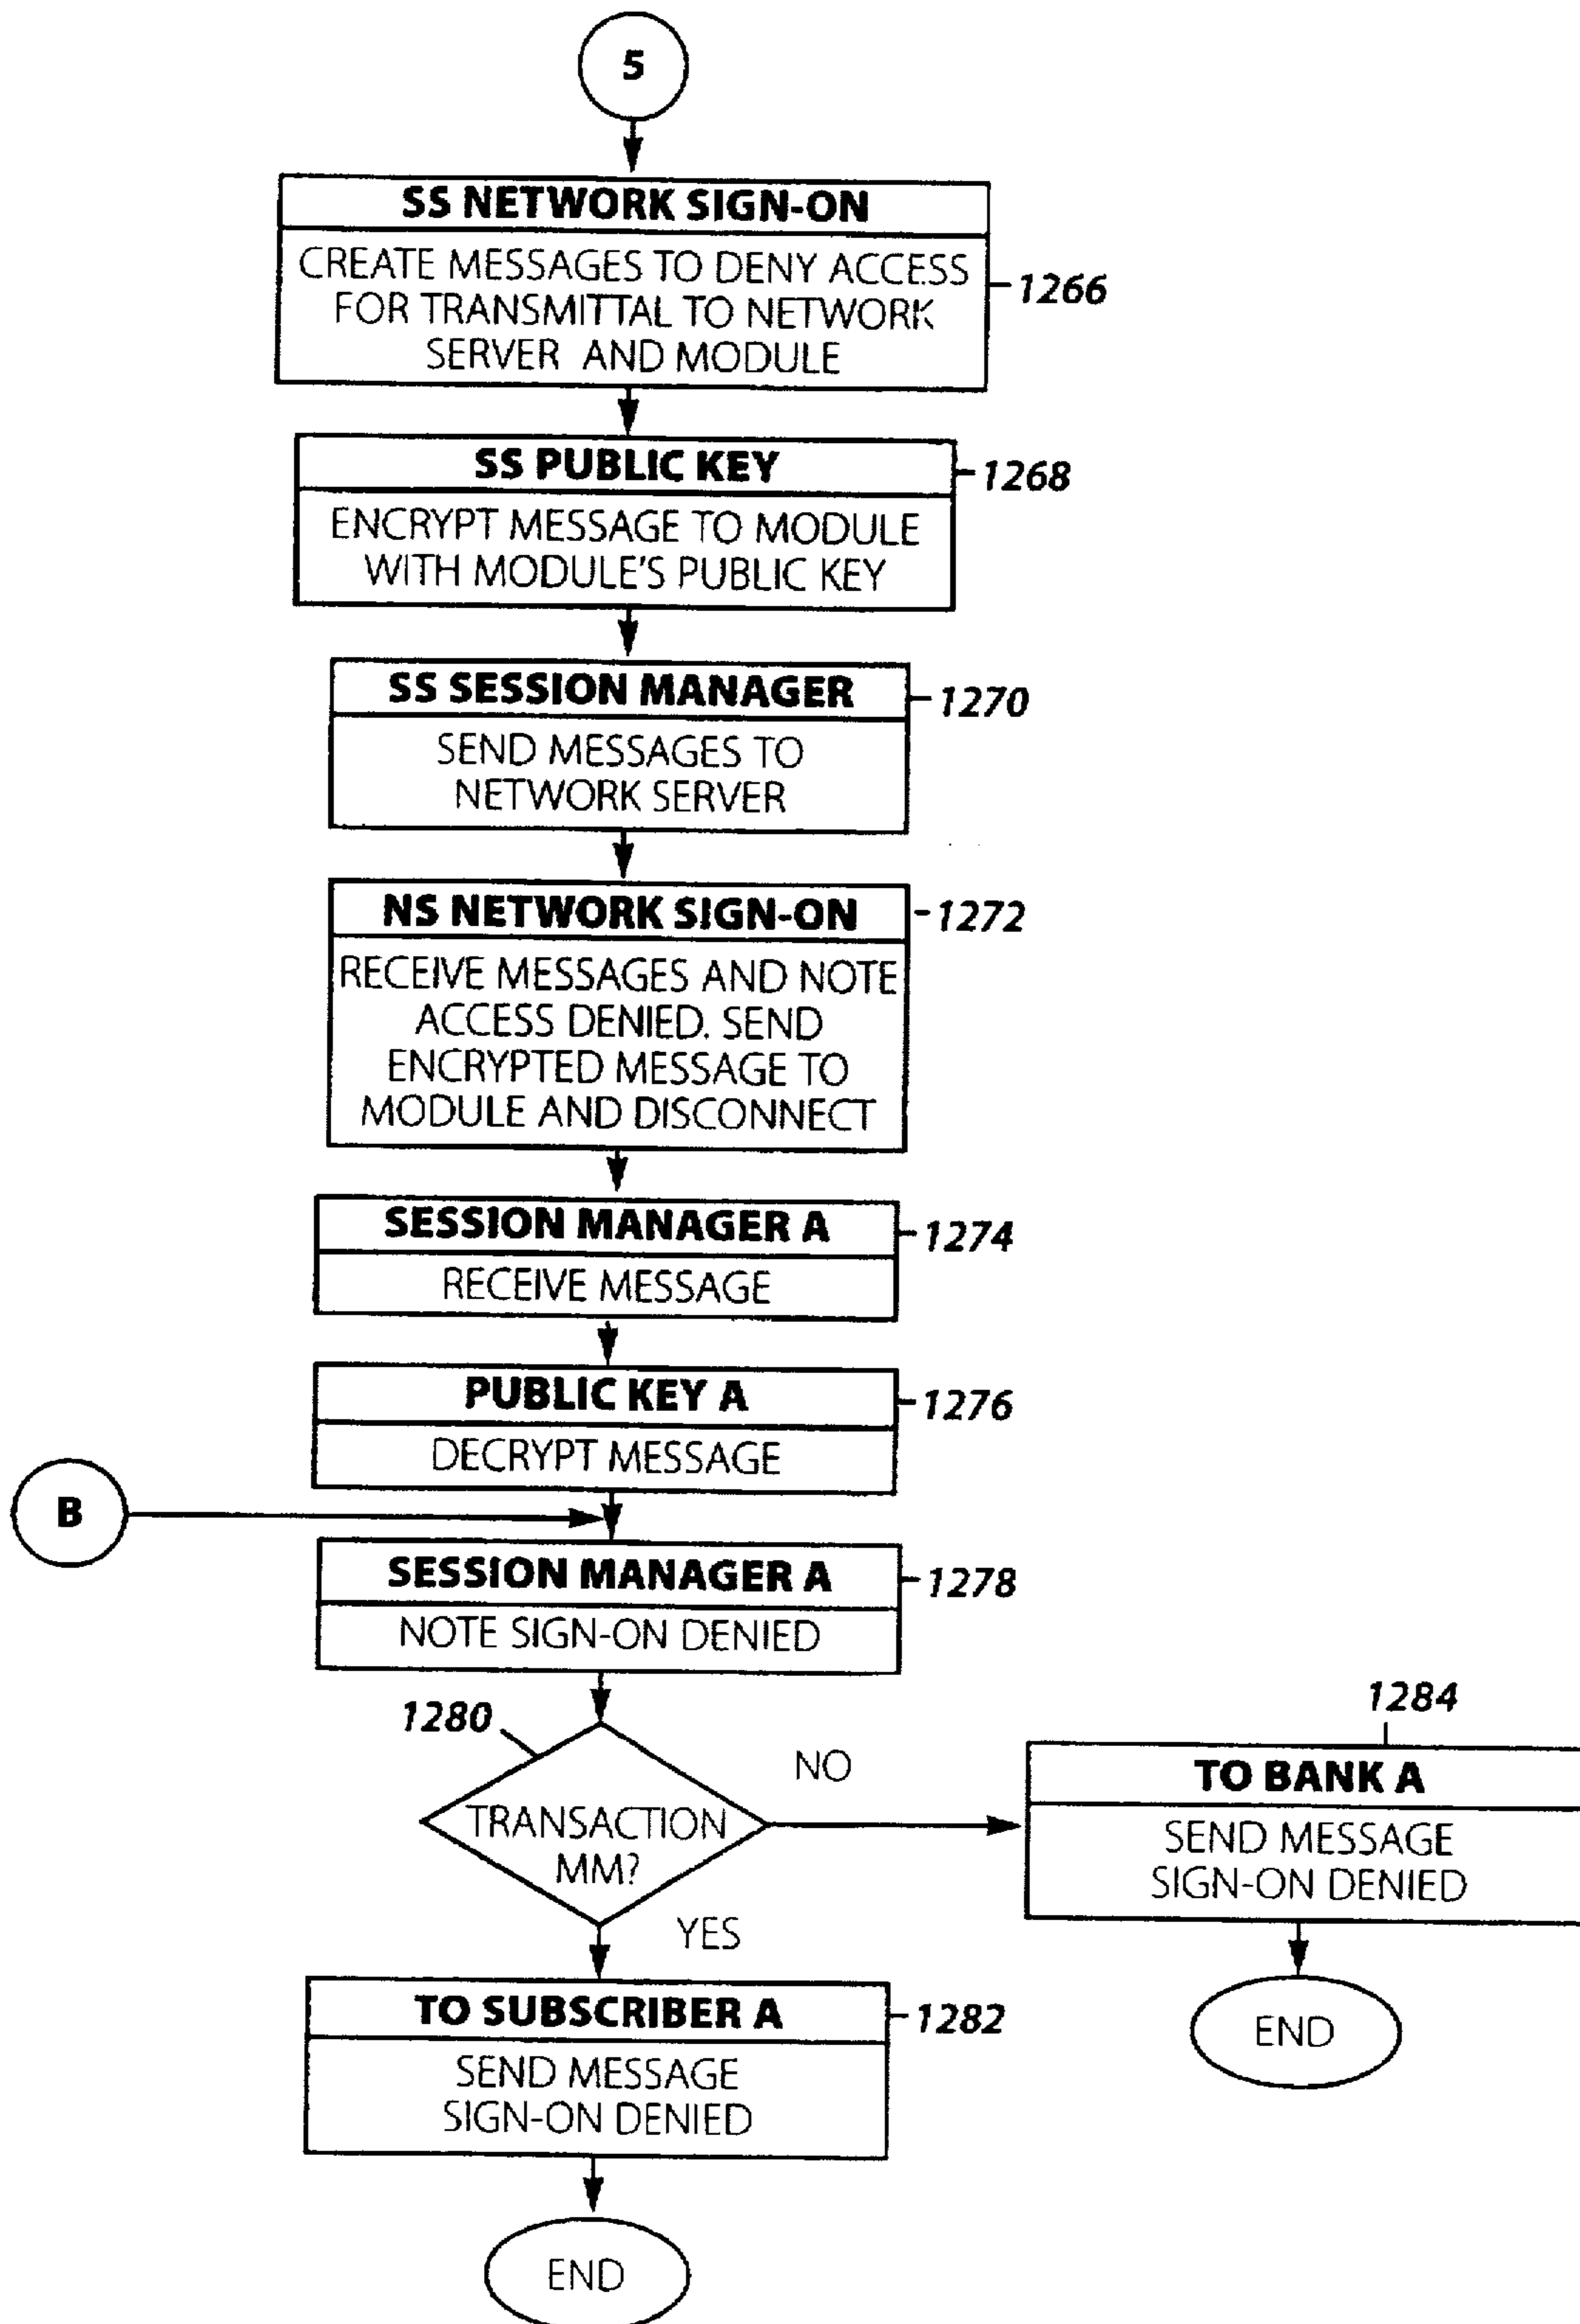 5
SS NETWORK SIGN-ON
CREATE MESSAGES TO DENY ACCESS
FOR TRANSMITTAL TO NETWORK
SERVER AND MODULE
1266
SS PUBLIC KEY
1268
ENCRYPT MESSAGE TO MODULE
WITH MODULE'S PUBLIC KEY
SS SESSION MANAGER
1270
SEND MESSAGES TO
NETWORK SERVER
NS NETWORK SIGN-ON
1272
RECEIVE MESSAGES AND NOTE
ACCESS DENIED. SEND
ENCRYPTED MESSAGE TO
MODULE AND DISCONNECT
SESSION MANAGER A
1274
RECEIVE MESSAGE
PUBLIC KEY A
1276
DECRYPT MESSAGE
B
SESSION MANAGER A
1278
NOTE SIGN-ON DENIED
1280
TRANSACTION
MM?
NO
YES
1284
TO BANK A
SEND MESSAGE
SIGN-ON DENIED
END
TO SUBSCRIBER A
1282
SEND MESSAGE
SIGN-ON DENIED
END